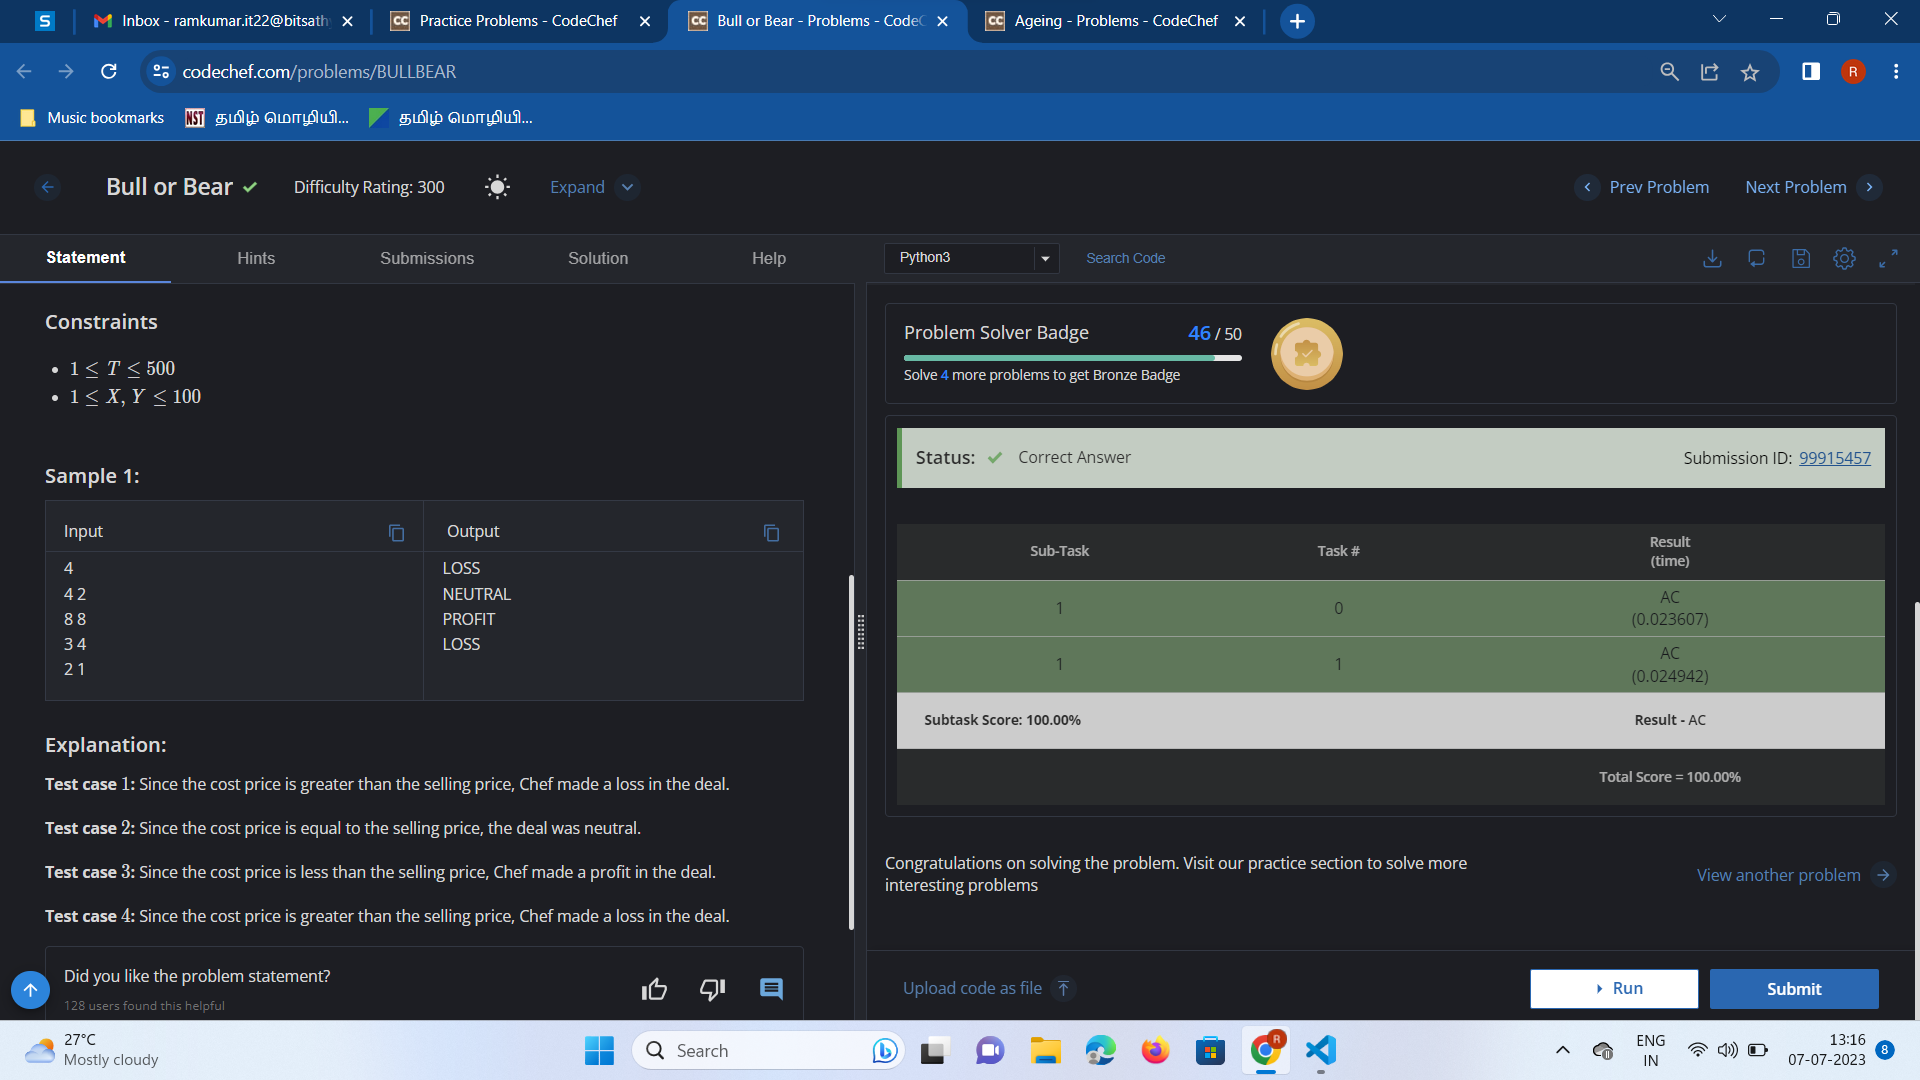 S
Inbox - ramkumar.it22@bitsath
CC Practice Problems - CodeChef
CC Bull or Bear - Problems - CodeC
CC Ageing - Problems - CodeChef
codechef.com/problems/BULLBEAR
R
Music bookmarks
NST தமிழ் மொழியி...
தமிழ் மொழியி...
Bull or Bear
Difficulty Rating: 300
Expand
Prev Problem
Next Problem
Statement
Hints
Submissions
Solution
Help
Python3
Search Code
Constraints
• 1 ≤ T ≤ 500
• 1 ≤ X, Y ≤ 100
Sample 1:
Input
Output
4
4 2
8 8
3 4
2 1
LOSS
NEUTRAL
PROFIT
LOSS
Explanation:
Test case 1: Since the cost price is greater than the selling price, Chef made a loss in the deal.
Test case 2: Since the cost price is equal to the selling price, the deal was neutral.
Test case 3: Since the cost price is less than the selling price, Chef made a profit in the deal.
Test case 4: Since the cost price is greater than the selling price, Chef made a loss in the deal.
Did you like the problem statement?
128 users found this helpful
Problem Solver Badge
46 / 50
Solve 4 more problems to get Bronze Badge
Status: Correct Answer
Submission ID: 99915457
Sub-Task
Task #
Result
(time)
1
0
AC
(0.023607)
1
1
AC
(0.024942)
Subtask Score: 100.00%
Result - AC
Total Score = 100.00%
Congratulations on solving the problem. Visit our practice section to solve more
interesting problems
View another problem
Upload code as file
Run
Submit
27°C
Mostly cloudy
Search
R
ENG
IN
13:16
07-07-2023
8